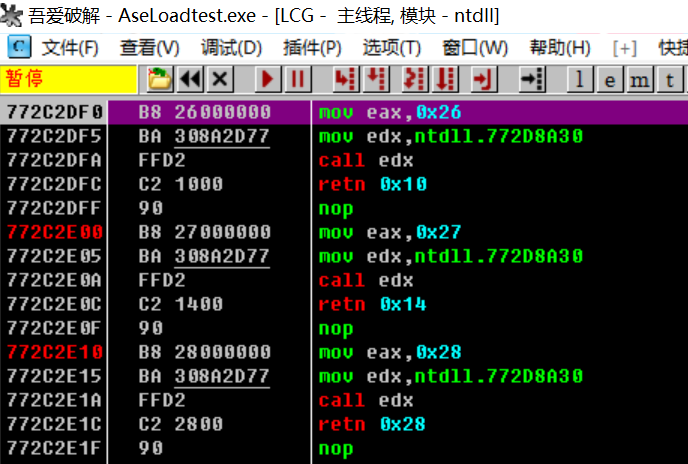 吾爱破解 - AseLoadtest.exe - [LCG - 主线程, 模块 - ntdll]
C 文件(F) 查看(V) 调试(D) 插件(P) 选项(T) 窗口(W) 帮助(H) [+] 快捷
暂停 l e m t
772C2DF0 B8 26000000 mov eax,0x26
772C2DF5 BA 308A2D77 mov edx,ntdll.772D8A30
772C2DFA FFD2 call edx
772C2DFC C2 1000 retn 0x10
772C2DFF 90 nop
772C2E00 B8 27000000 mov eax,0x27
772C2E05 BA 308A2D77 mov edx,ntdll.772D8A30
772C2E0A FFD2 call edx
772C2E0C C2 1400 retn 0x14
772C2E0F 90 nop
772C2E10 B8 28000000 mov eax,0x28
772C2E15 BA 308A2D77 mov edx,ntdll.772D8A30
772C2E1A FFD2 call edx
772C2E1C C2 2800 retn 0x28
772C2E1F 90 nop